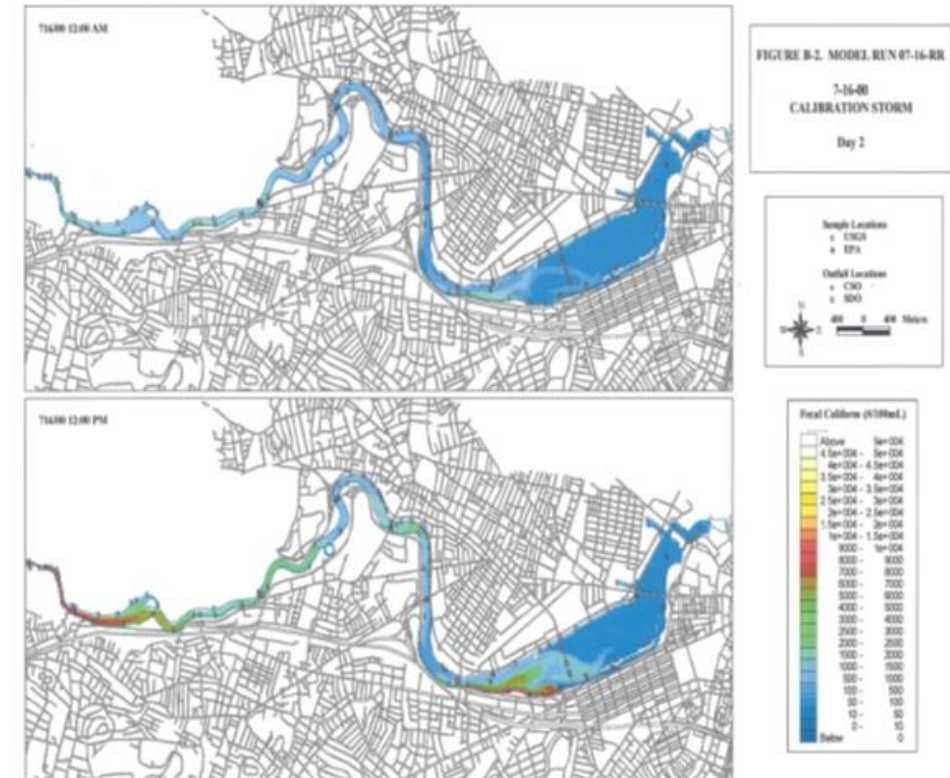 716/00 12:00 AM
FIGURE B-2. MODEL RUN 07-16-RR
7-16-00
CALIBRATION STORM
Day 2
Sample Locations
USGS
EPA
Outfall Locations
CSO
SDO
N
W E
S
400 0 400 Meters
716/00 12:00 PM
Fecal Coliform (#/100mL)
Above 5e+004
4.5e+004 - 5e+004
4e+004 - 4.5e+004
3.5e+004 - 4e+004
3e+004 - 3.5e+004
2.5e+004 - 3e+004
2e+004 - 2.5e+004
1.5e+004 - 2e+004
1e+004 - 1.5e+004
9000 - 1e+004
8000 - 9000
7000 - 8000
6000 - 7000
5000 - 6000
4000 - 5000
3000 - 4000
2500 - 3000
2000 - 2500
1500 - 2000
1000 - 1500
500 - 1000
100 - 500
50 - 100
10 - 50
0 - 10
Below 0